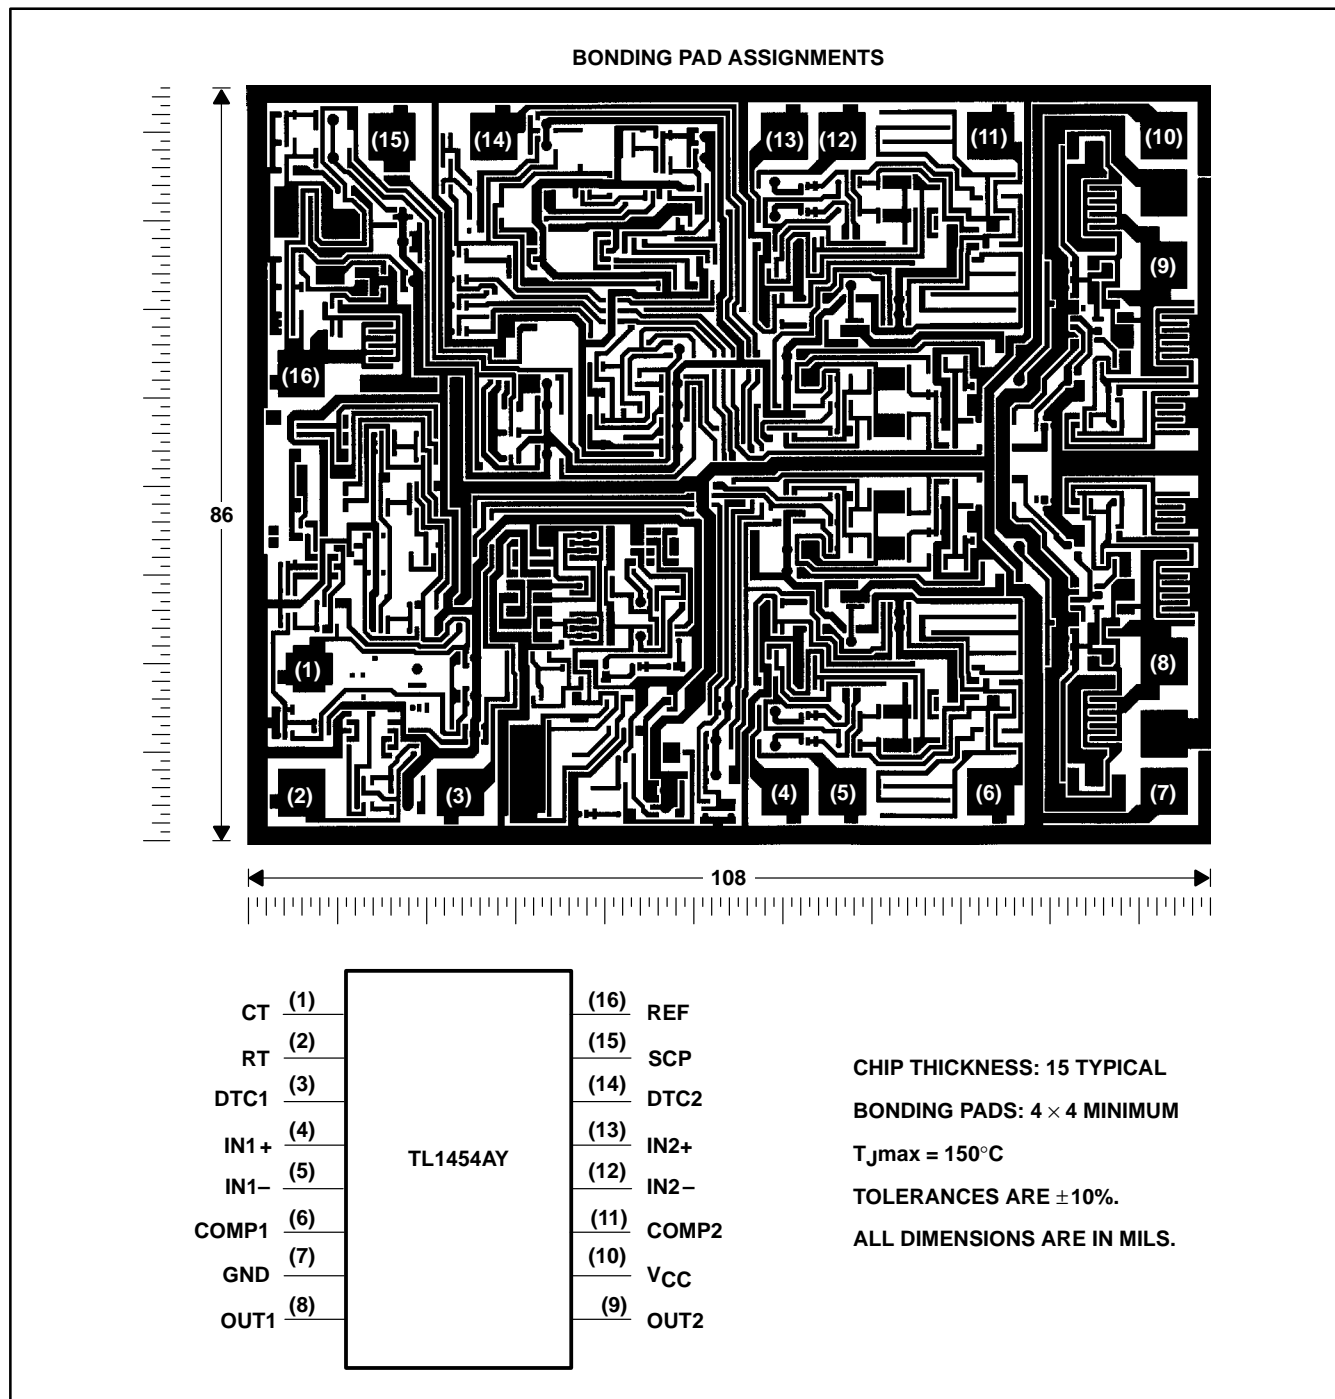 BONDING PAD ASSIGNMENTS
(15) (14) (13) (12) (11) (10)
(9)
(16)
86
(1) (8)
(2) (3) (4) (5) (6) (7)
108
CT (1) (16) REF
RT (2) (15) SCP
DTC1 (3) (14) DTC2
IN1+ (4) (13) IN2+
IN1− (5) (12) IN2−
COMP1 (6) (11) COMP2
GND (7) (10) VCC
OUT1 (8) (9) OUT2
TL1454AY
CHIP THICKNESS: 15 TYPICAL
BONDING PADS: 4 × 4 MINIMUM
TJmax = 150°C
TOLERANCES ARE ±10%.
ALL DIMENSIONS ARE IN MILS.